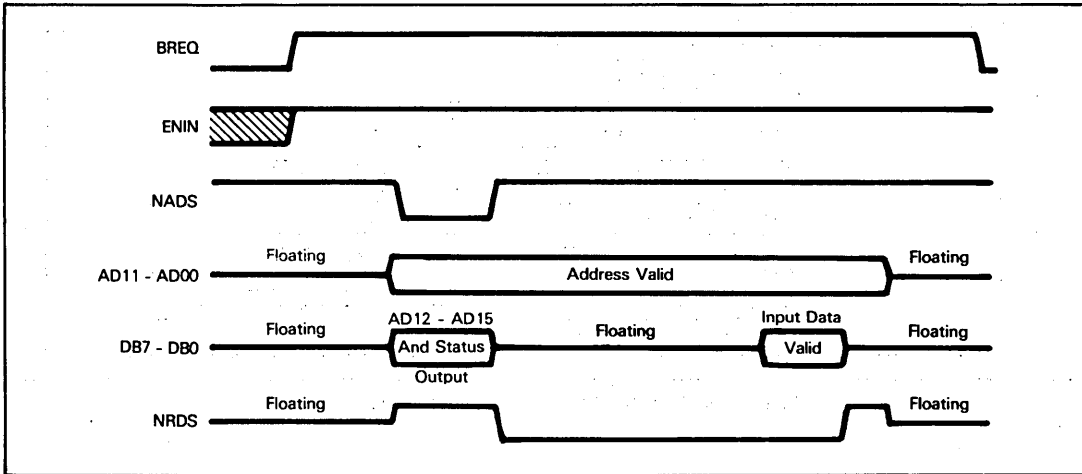 BREQ
ENIN
NADS
AD11 - AD00 Floating Address Valid Floating
AD12 - AD15 Input Data
DB7 - DB0 Floating And Status Floating Valid Floating
Output
NRDS Floating Floating